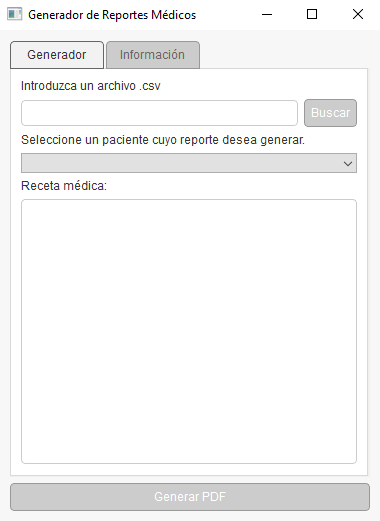 Generador de Reportes Médicos
Generador Información
Introduzca un archivo .csv
Buscar
Seleccione un paciente cuyo reporte desea generar.
Receta médica:
Generar PDF